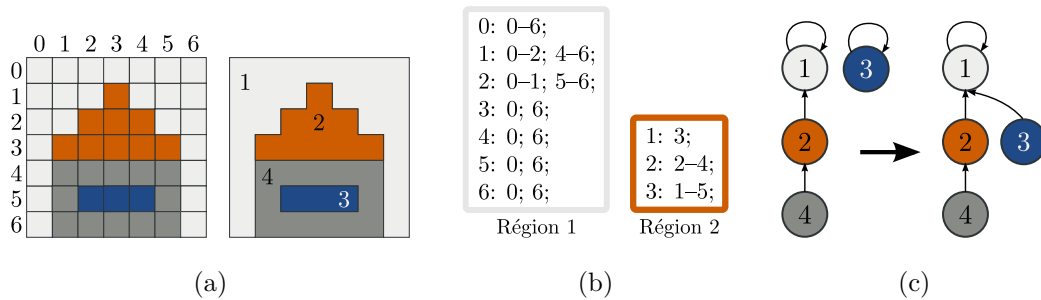 0 1 2 3 4 5 6
0
1
2
3
4
5
6
1
2
4
3
(a)
0: 0–6;
1: 0–2; 4–6;
2: 0–1; 5–6;
3: 0; 6;
4: 0; 6;
5: 0; 6;
6: 0; 6;
Région 1
1: 3;
2: 2–4;
3: 1–5;
Région 2
(b)
1 3
2
4
1
2 3
4
(c)